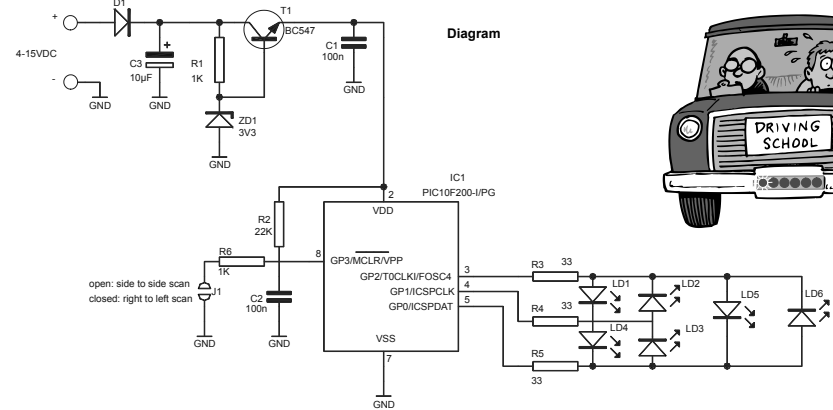 D1
T1
BC547
Diagram
+
4-15VDC
-
GND
C3
10µF
+
GND
R1
1K
ZD1
3V3
GND
C1
100n
GND
DRIVING
SCHOOL
IC1
PIC10F200-I/PG
2
VDD
R2
22K
R6
1K
8
GP3/MCLR/VPP
GP2/T0CLKI/FOSC4
GP1/ICSPCLK
GP0/ICSPDAT
VSS
7
GND
open: side to side scan
closed: right to left scan
J1
GND
C2
100n
GND
3
4
5
R3 33
R4 33
R5
33
LD1
LD2
LD4
LD3
LD5
LD6